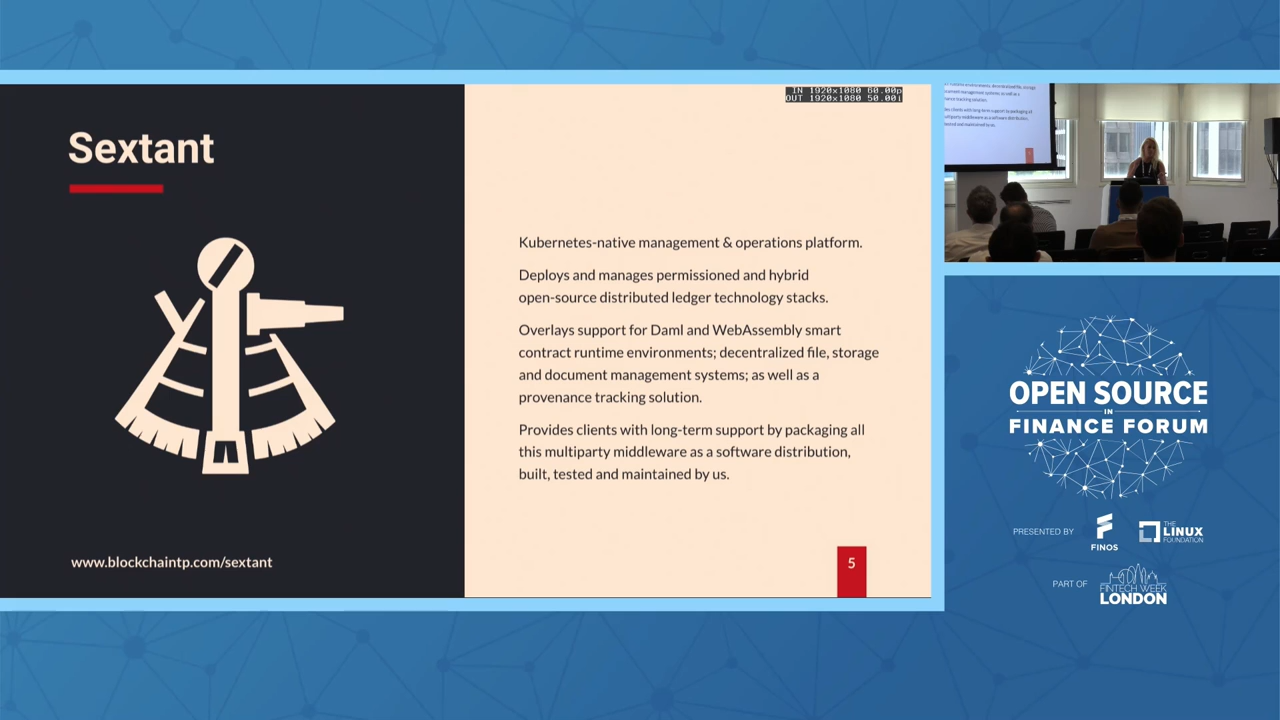 Sextant
www.blockchaintp.com/sextant
IN 1920x1080 60.00p
OUT 1920x1080 50.00i
Kubernetes-native management & operations platform.
Deploys and manages permissioned and hybrid
open-source distributed ledger technology stacks.
Overlays support for Daml and WebAssembly smart
contract runtime environments; decentralized file, storage
and document management systems; as well as a
provenance tracking solution.
Provides clients with long-term support by packaging all
this multiparty middleware as a software distribution,
built, tested and maintained by us.
5
OPEN SOURCE
IN
FINANCE FORUM
PRESENTED BY
FINOS
THE
LINUX
FOUNDATION
PART OF
FINTECH WEEK
LONDON